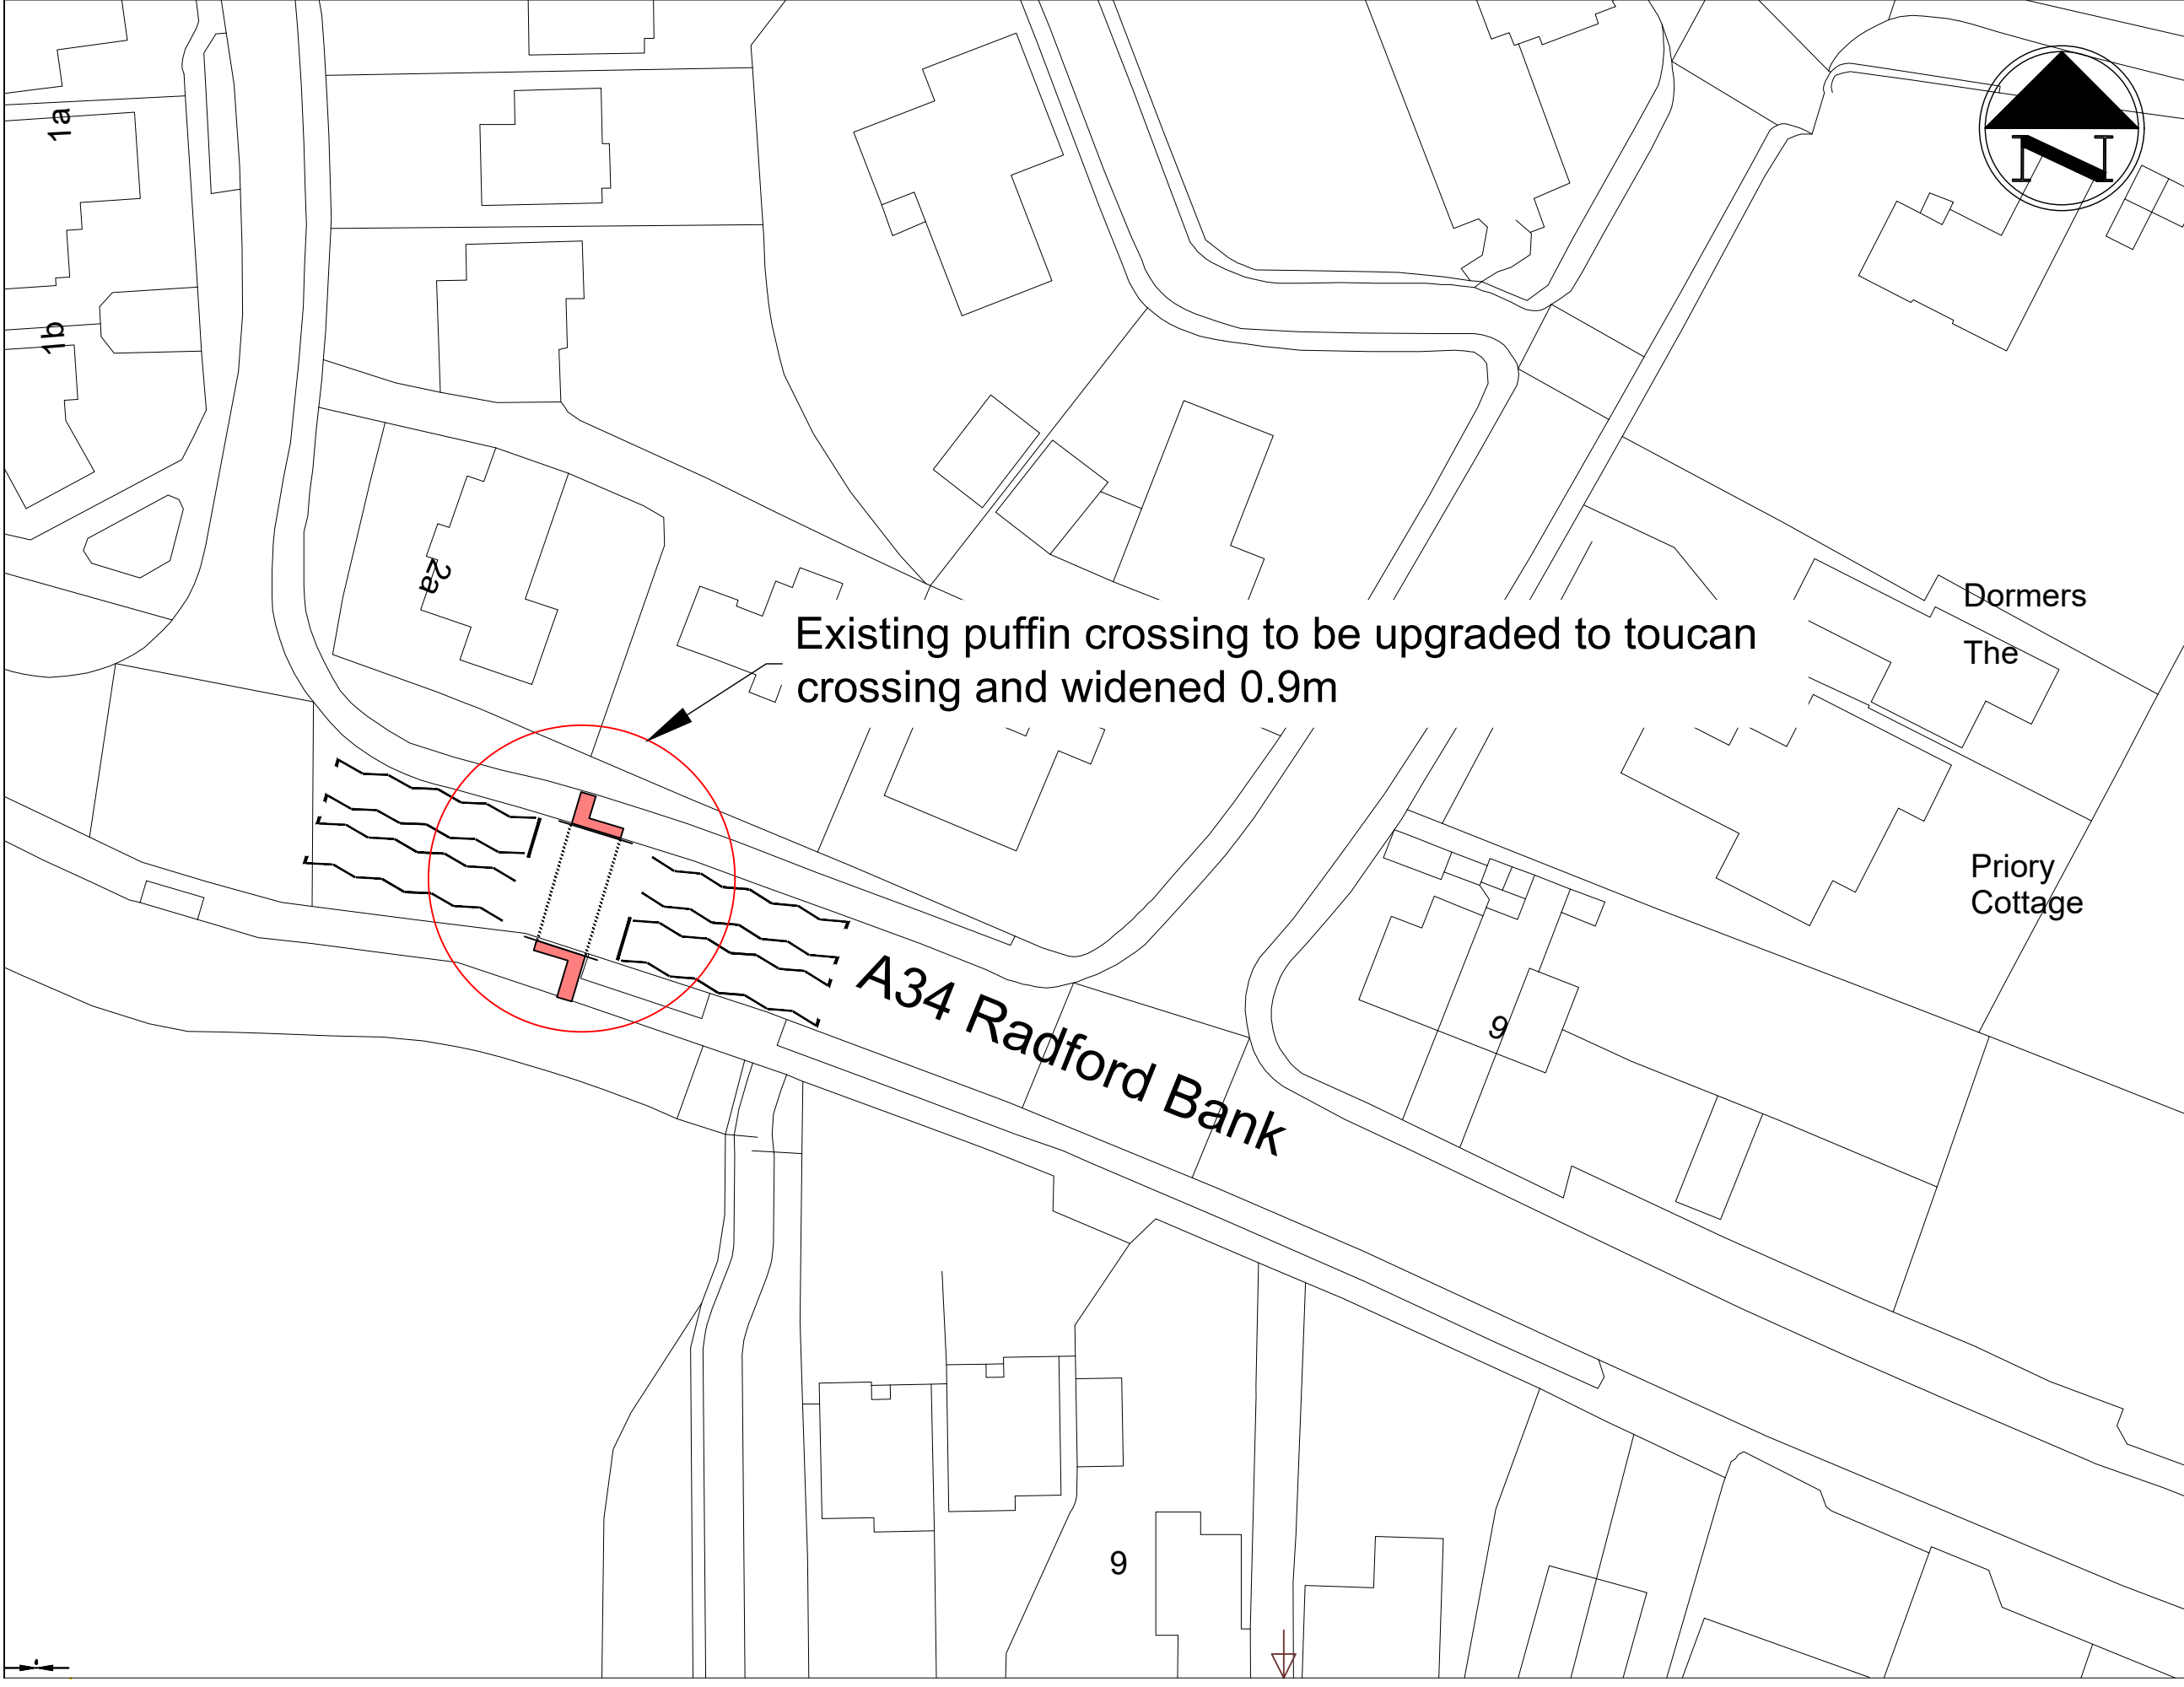 1a
N
1b
2a
Existing puffin crossing to be upgraded to toucan
crossing and widened 0.9m
Dormers
The
Priory
Cottage
A34 Radford Bank
9
9